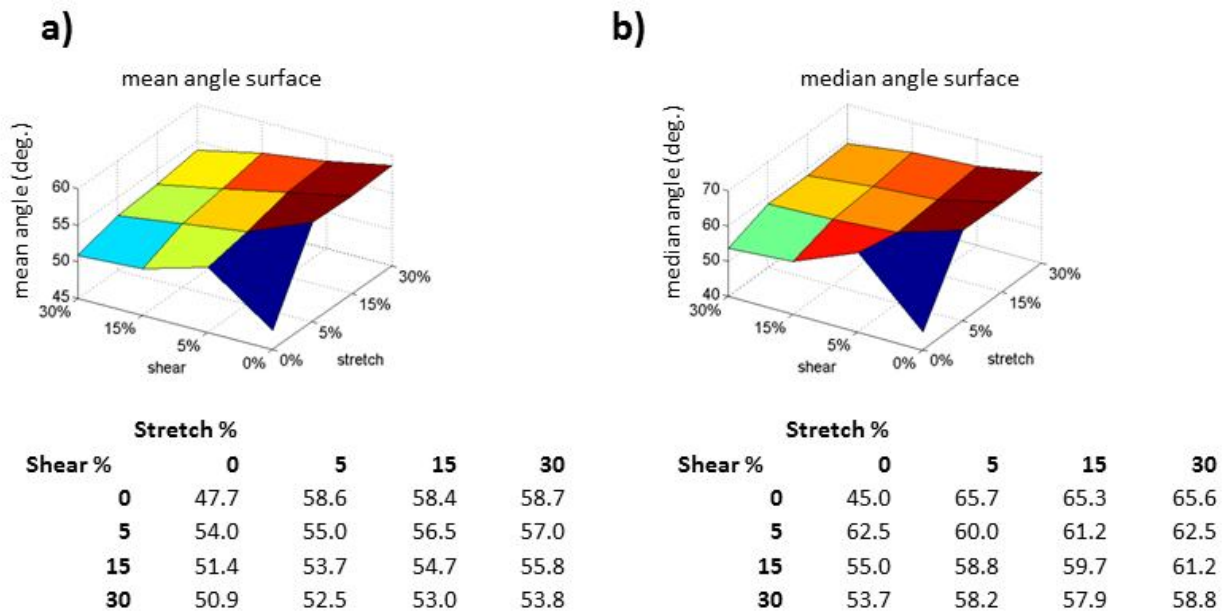 a)
mean angle surface
mean angle (deg.)
60
55
50
45
30%
15%
5%
0%
shear
0%
5%
15%
30%
stretch
Stretch %
Shear % 0 5 15 30
0 47.7 58.6 58.4 58.7
5 54.0 55.0 56.5 57.0
15 51.4 53.7 54.7 55.8
30 50.9 52.5 53.0 53.8
b)
median angle surface
median angle (deg.)
70
60
50
40
30%
15%
5%
0%
shear
0%
5%
15%
30%
stretch
Stretch %
Shear % 0 5 15 30
0 45.0 65.7 65.3 65.6
5 62.5 60.0 61.2 62.5
15 55.0 58.8 59.7 61.2
30 53.7 58.2 57.9 58.8